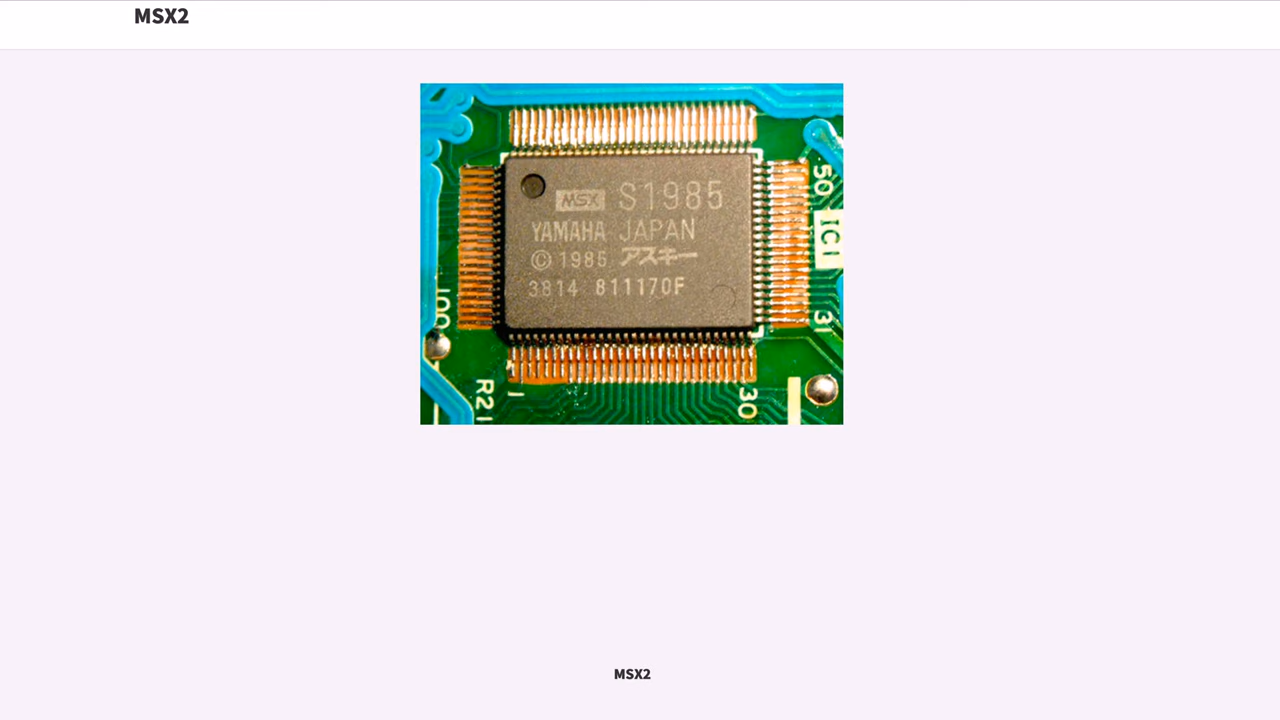 MSX2
MSX S1985
YAMAHA JAPAN
© 1985 アスキー
3814 811170F
50
IC1
31
100
R21
1
30
MSX2